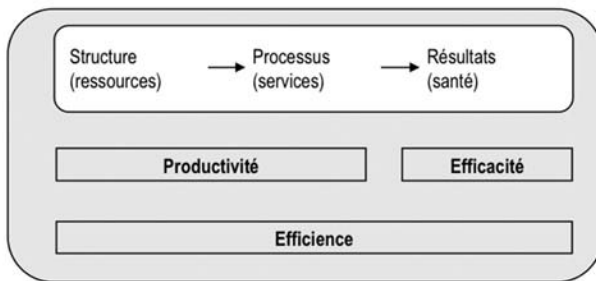 Structure
(ressources)
Processus
(services)
Résultats
(santé)
Productivité
Efficacité
Efficience